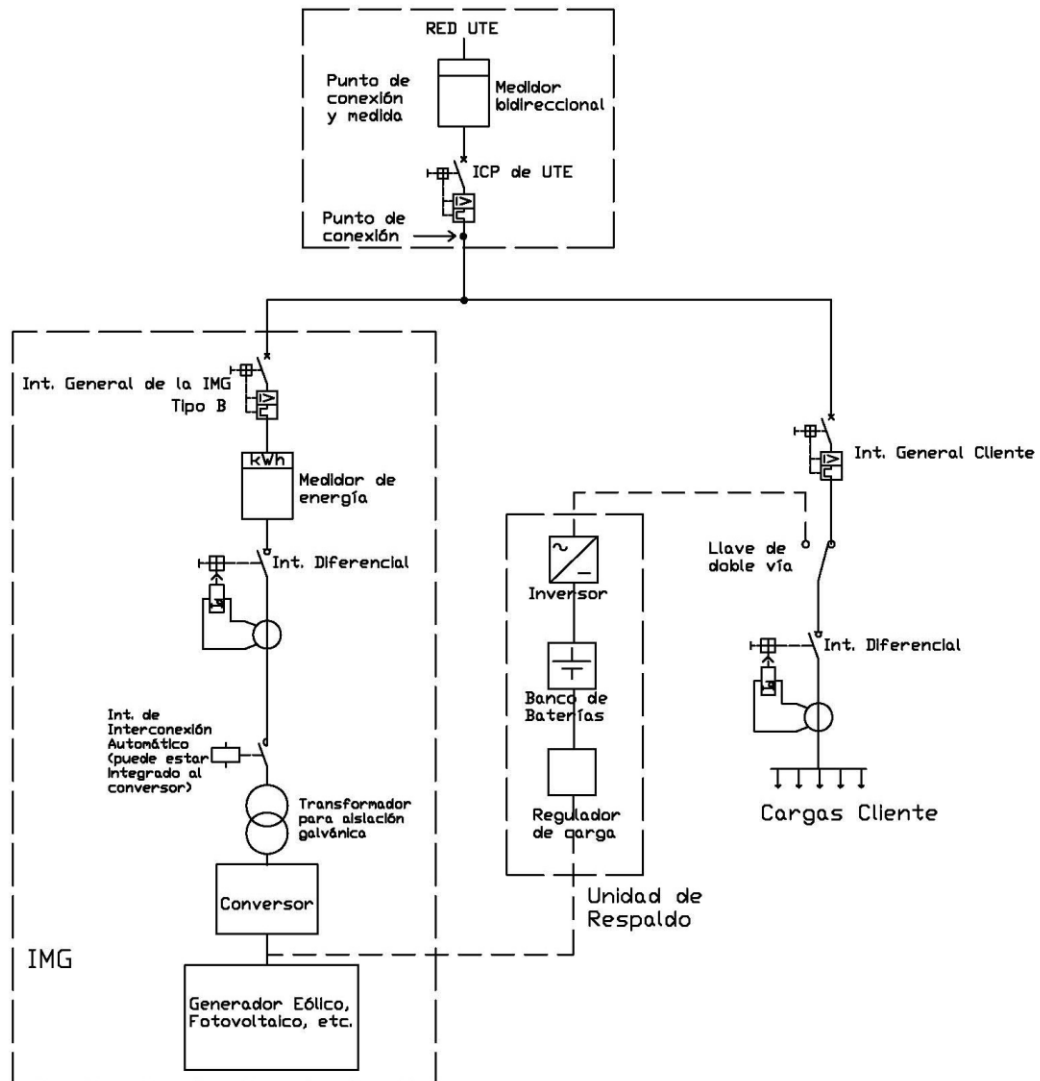 RED UTE
Punto de
conexión
y medida
Medidor
bidireccional
ICP de UTE
Punto de
conexión
Int. General de la IMG
Tipo B
kWh
Medidor de
energía
Int. Diferencial
Int. de
Interconexión
Automático
(puede estar
integrado al
conversor)
Transformador
para aislación
galvánica
Conversor
IMG
Generador Eólico,
Fotovoltaico, etc.
Inversor
Banco de
Baterías
Regulador
de carga
Unidad de
Respaldo
Int. General Cliente
Llave de
doble vía
Int. Diferencial
Cargas Cliente